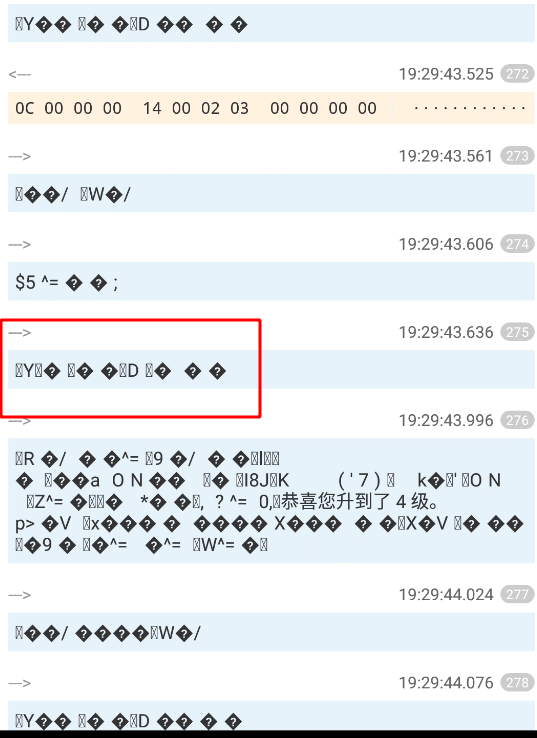 Y�� � �D �� � �
<--- 19:29:43.525 272
0C 00 00 00 14 00 02 03 00 00 00 00 ············
---> 19:29:43.561 273
��/ W�/
---> 19:29:43.606 274
$5 ^= � � ;
---> 19:29:43.636 275
Y� � �D � � �
---> 19:29:43.996 276
R �/ � �^= 9 �/ � �l
� ��a O N �� � I8JK ( ' 7 ) k�' O N
Z^= �� *� �, ? ^= 0,恭喜您升到了 4 级。
p> �V x��� � ���� X��� � �X�V � ��
�9 � �^= �^= W^= �
---> 19:29:44.024 277
��/ ����W�/
---> 19:29:44.076 278
Y�� � �D �� � �